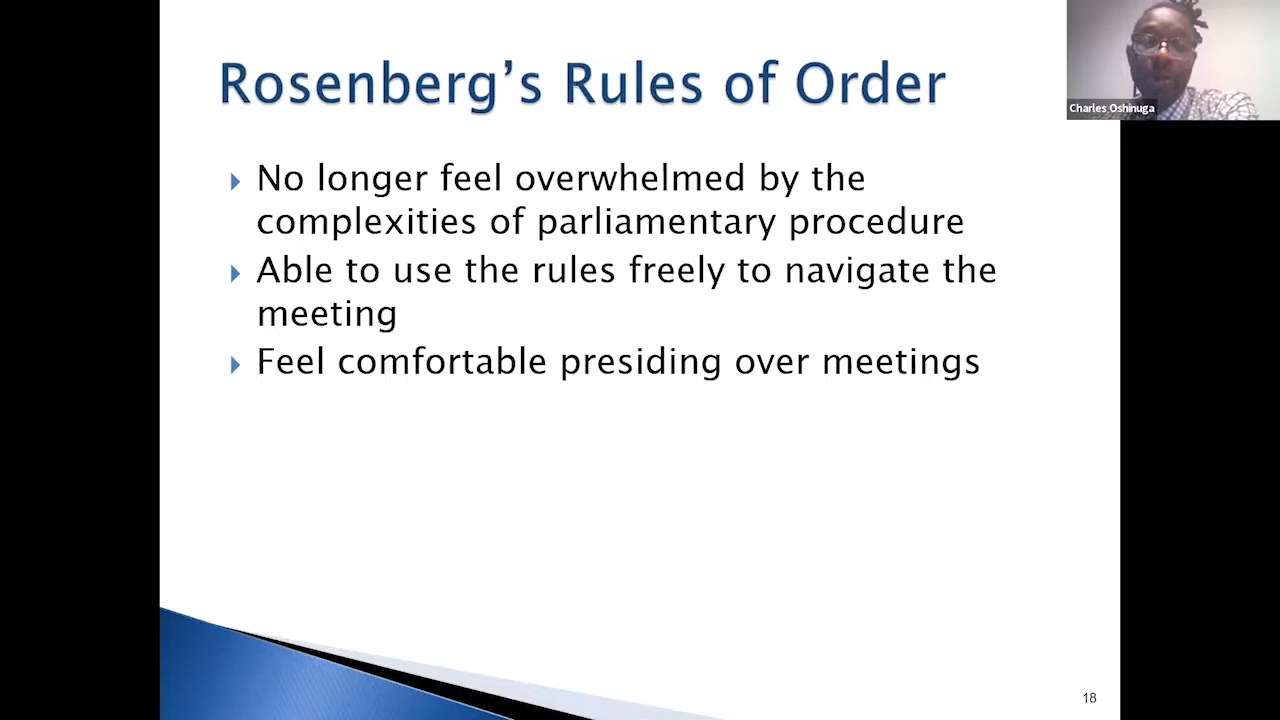 Rosenberg's Rules of Order
Charles Oshinuga
No longer feel overwhelmed by the
complexities of parliamentary procedure
Able to use the rules freely to navigate the
meeting
Feel comfortable presiding over meetings
18